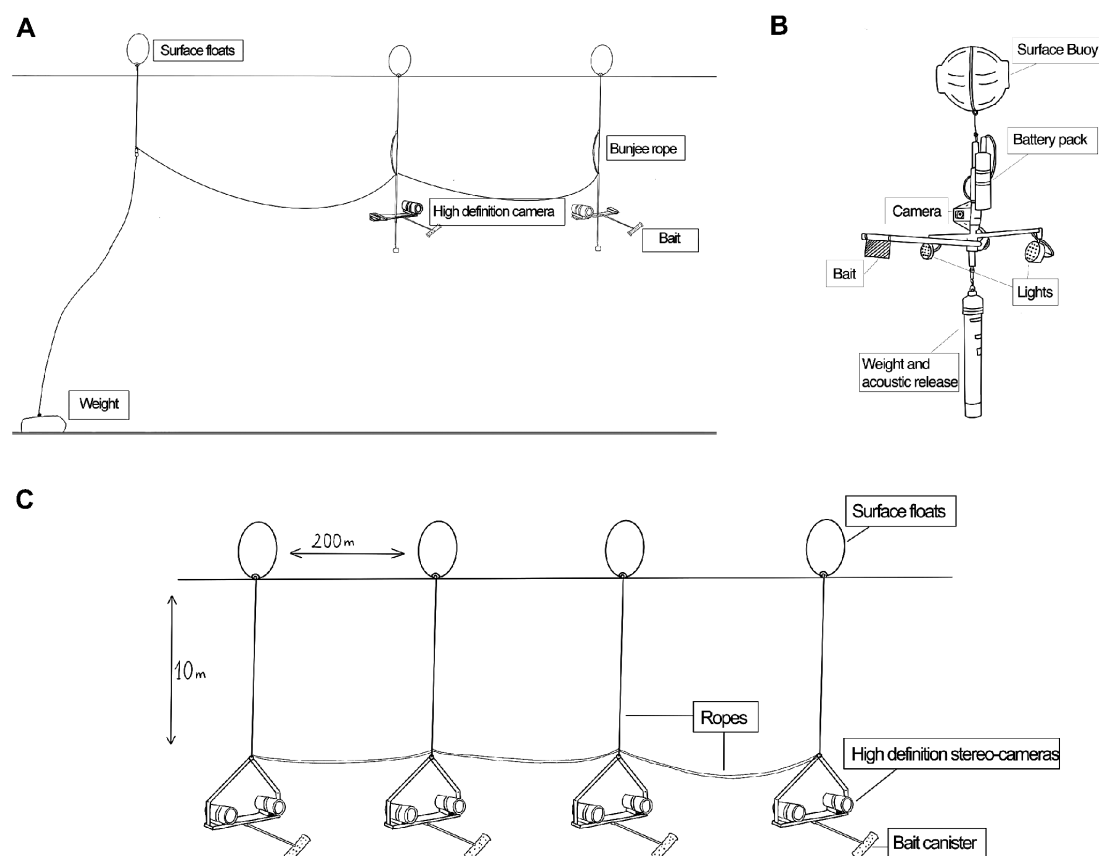 A
Surface floats
Bunjee rope
High definition camera
Bait
Weight
B
Surface Buoy
Battery pack
Camera
Bait
Lights
Weight and
acoustic release
C
Surface floats
200m
10m
Ropes
High definition stereo-cameras
Bait canister